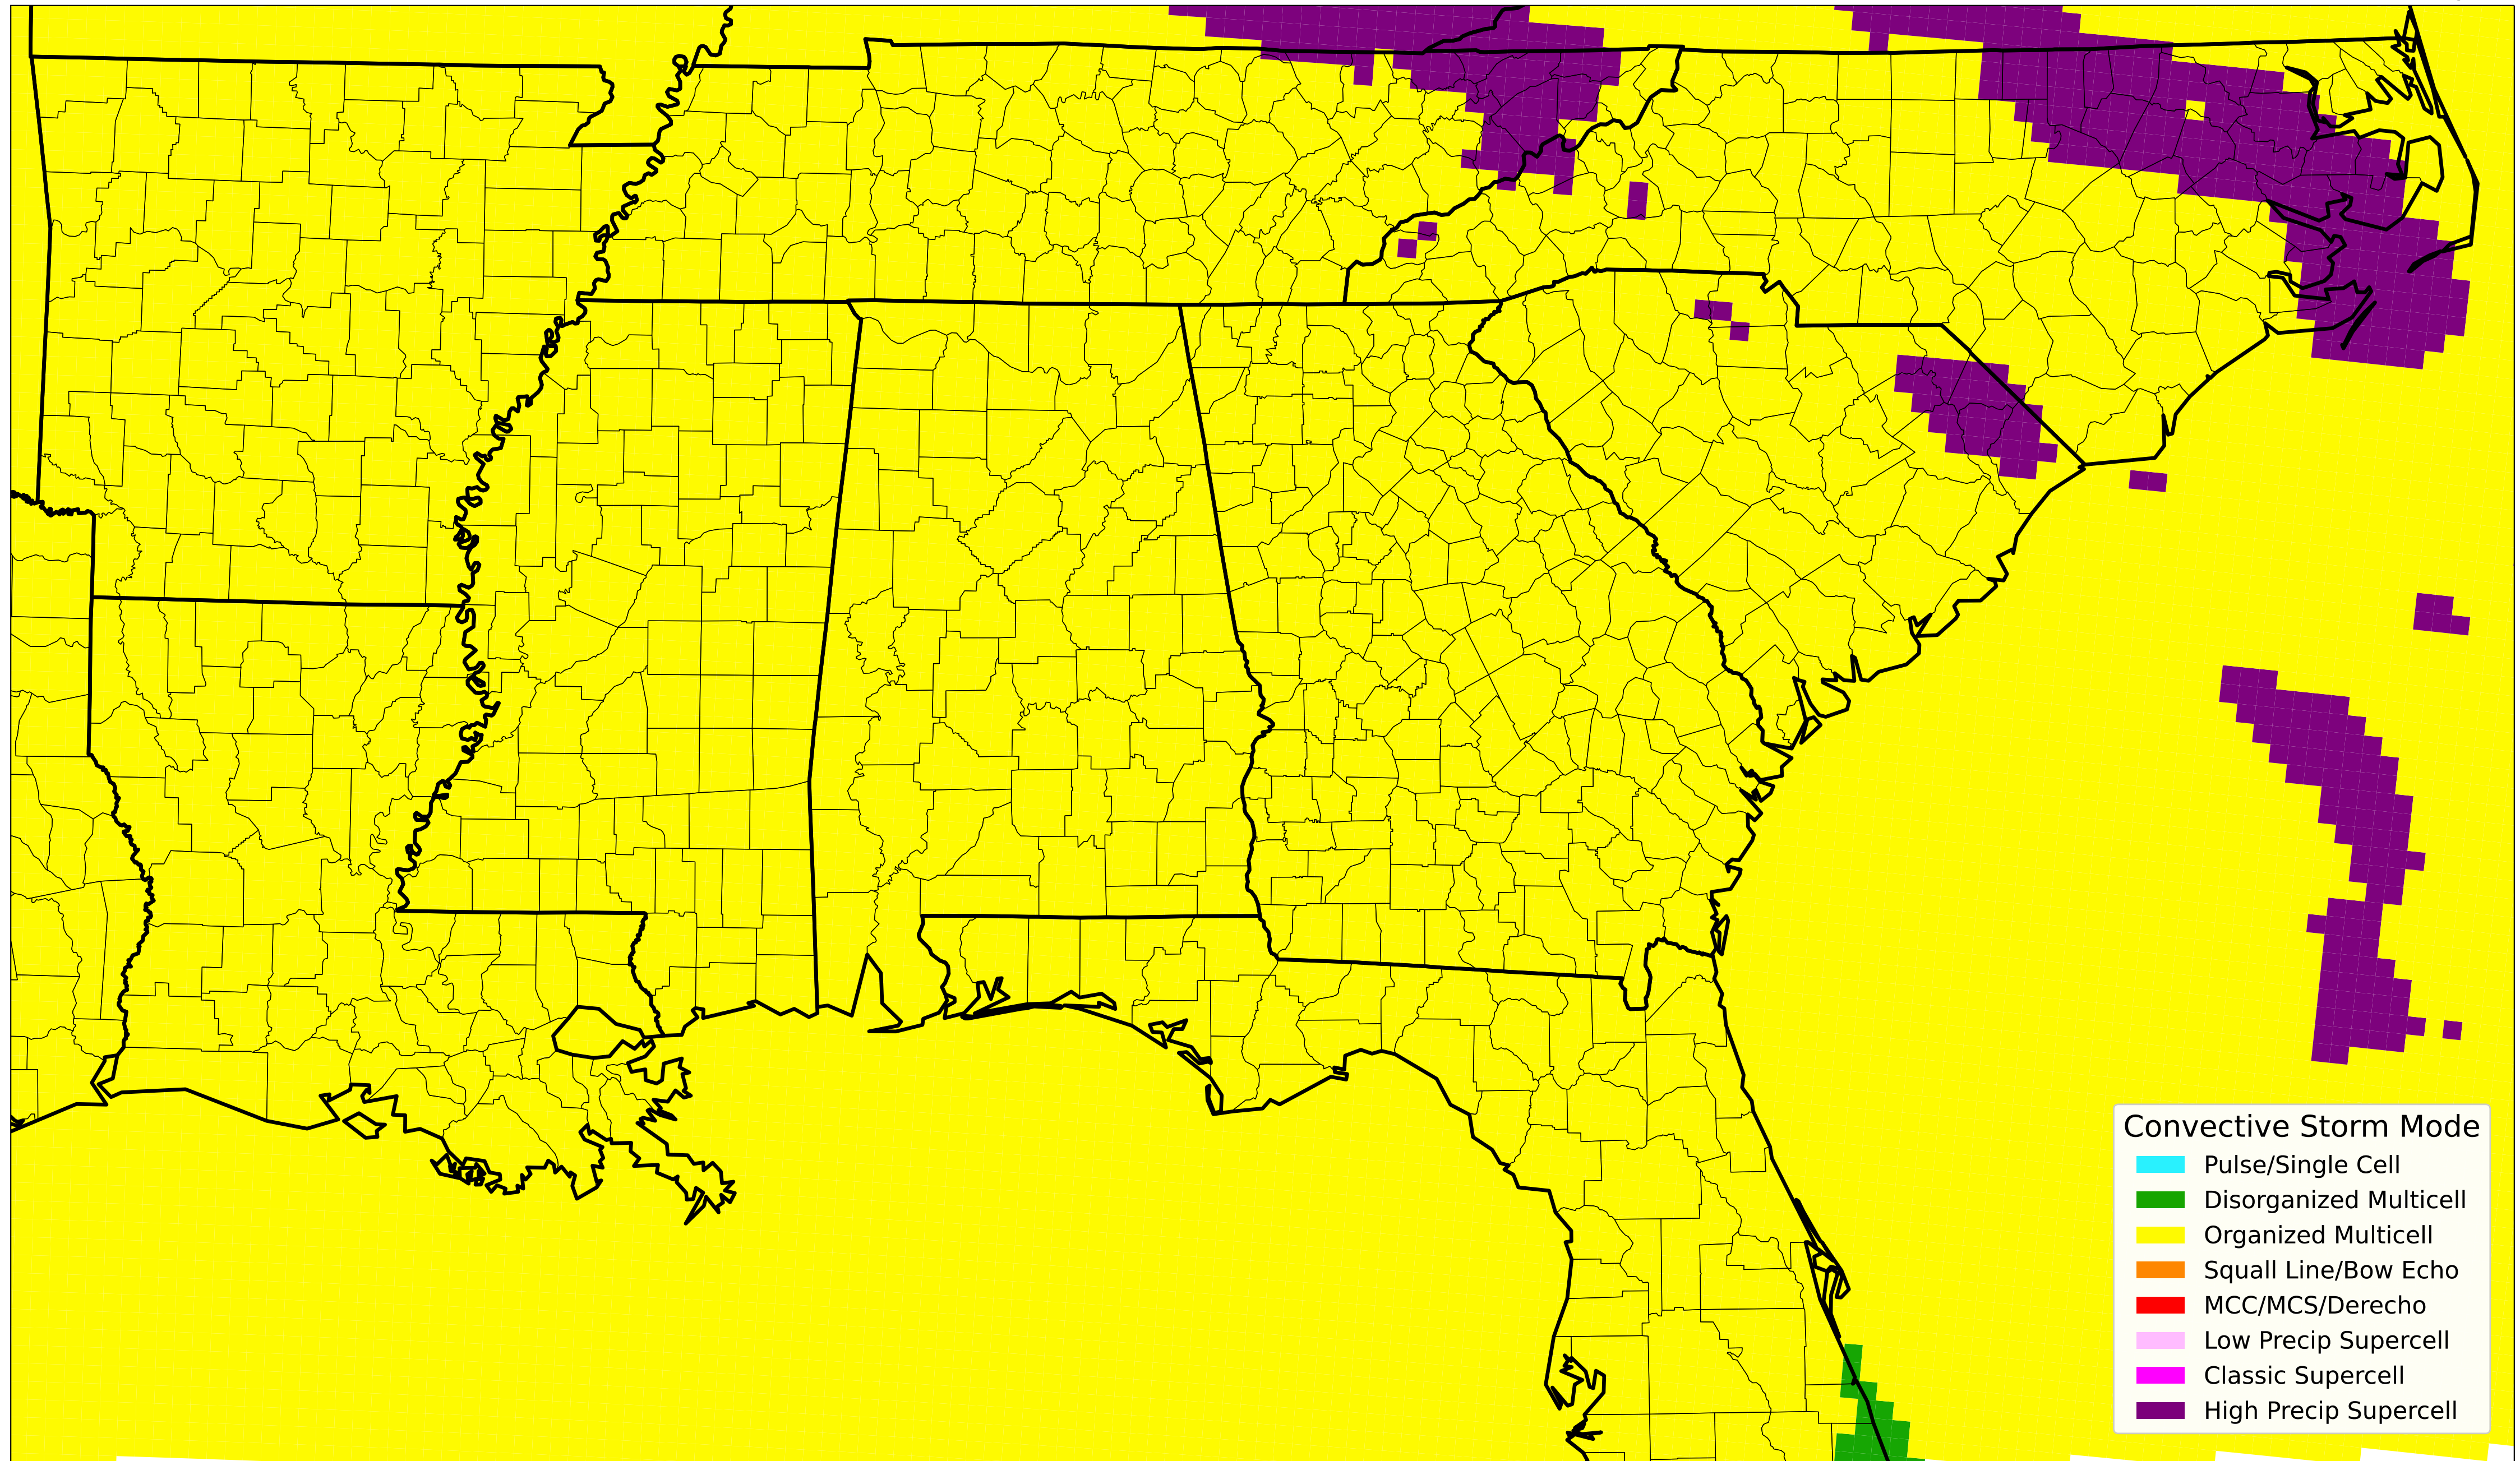 Convective Storm Mode
Pulse/Single Cell
Disorganized Multicell
Organized Multicell
Squall Line/Bow Echo
MCC/MCS/Derecho
Low Precip Supercell
Classic Supercell
High Precip Supercell